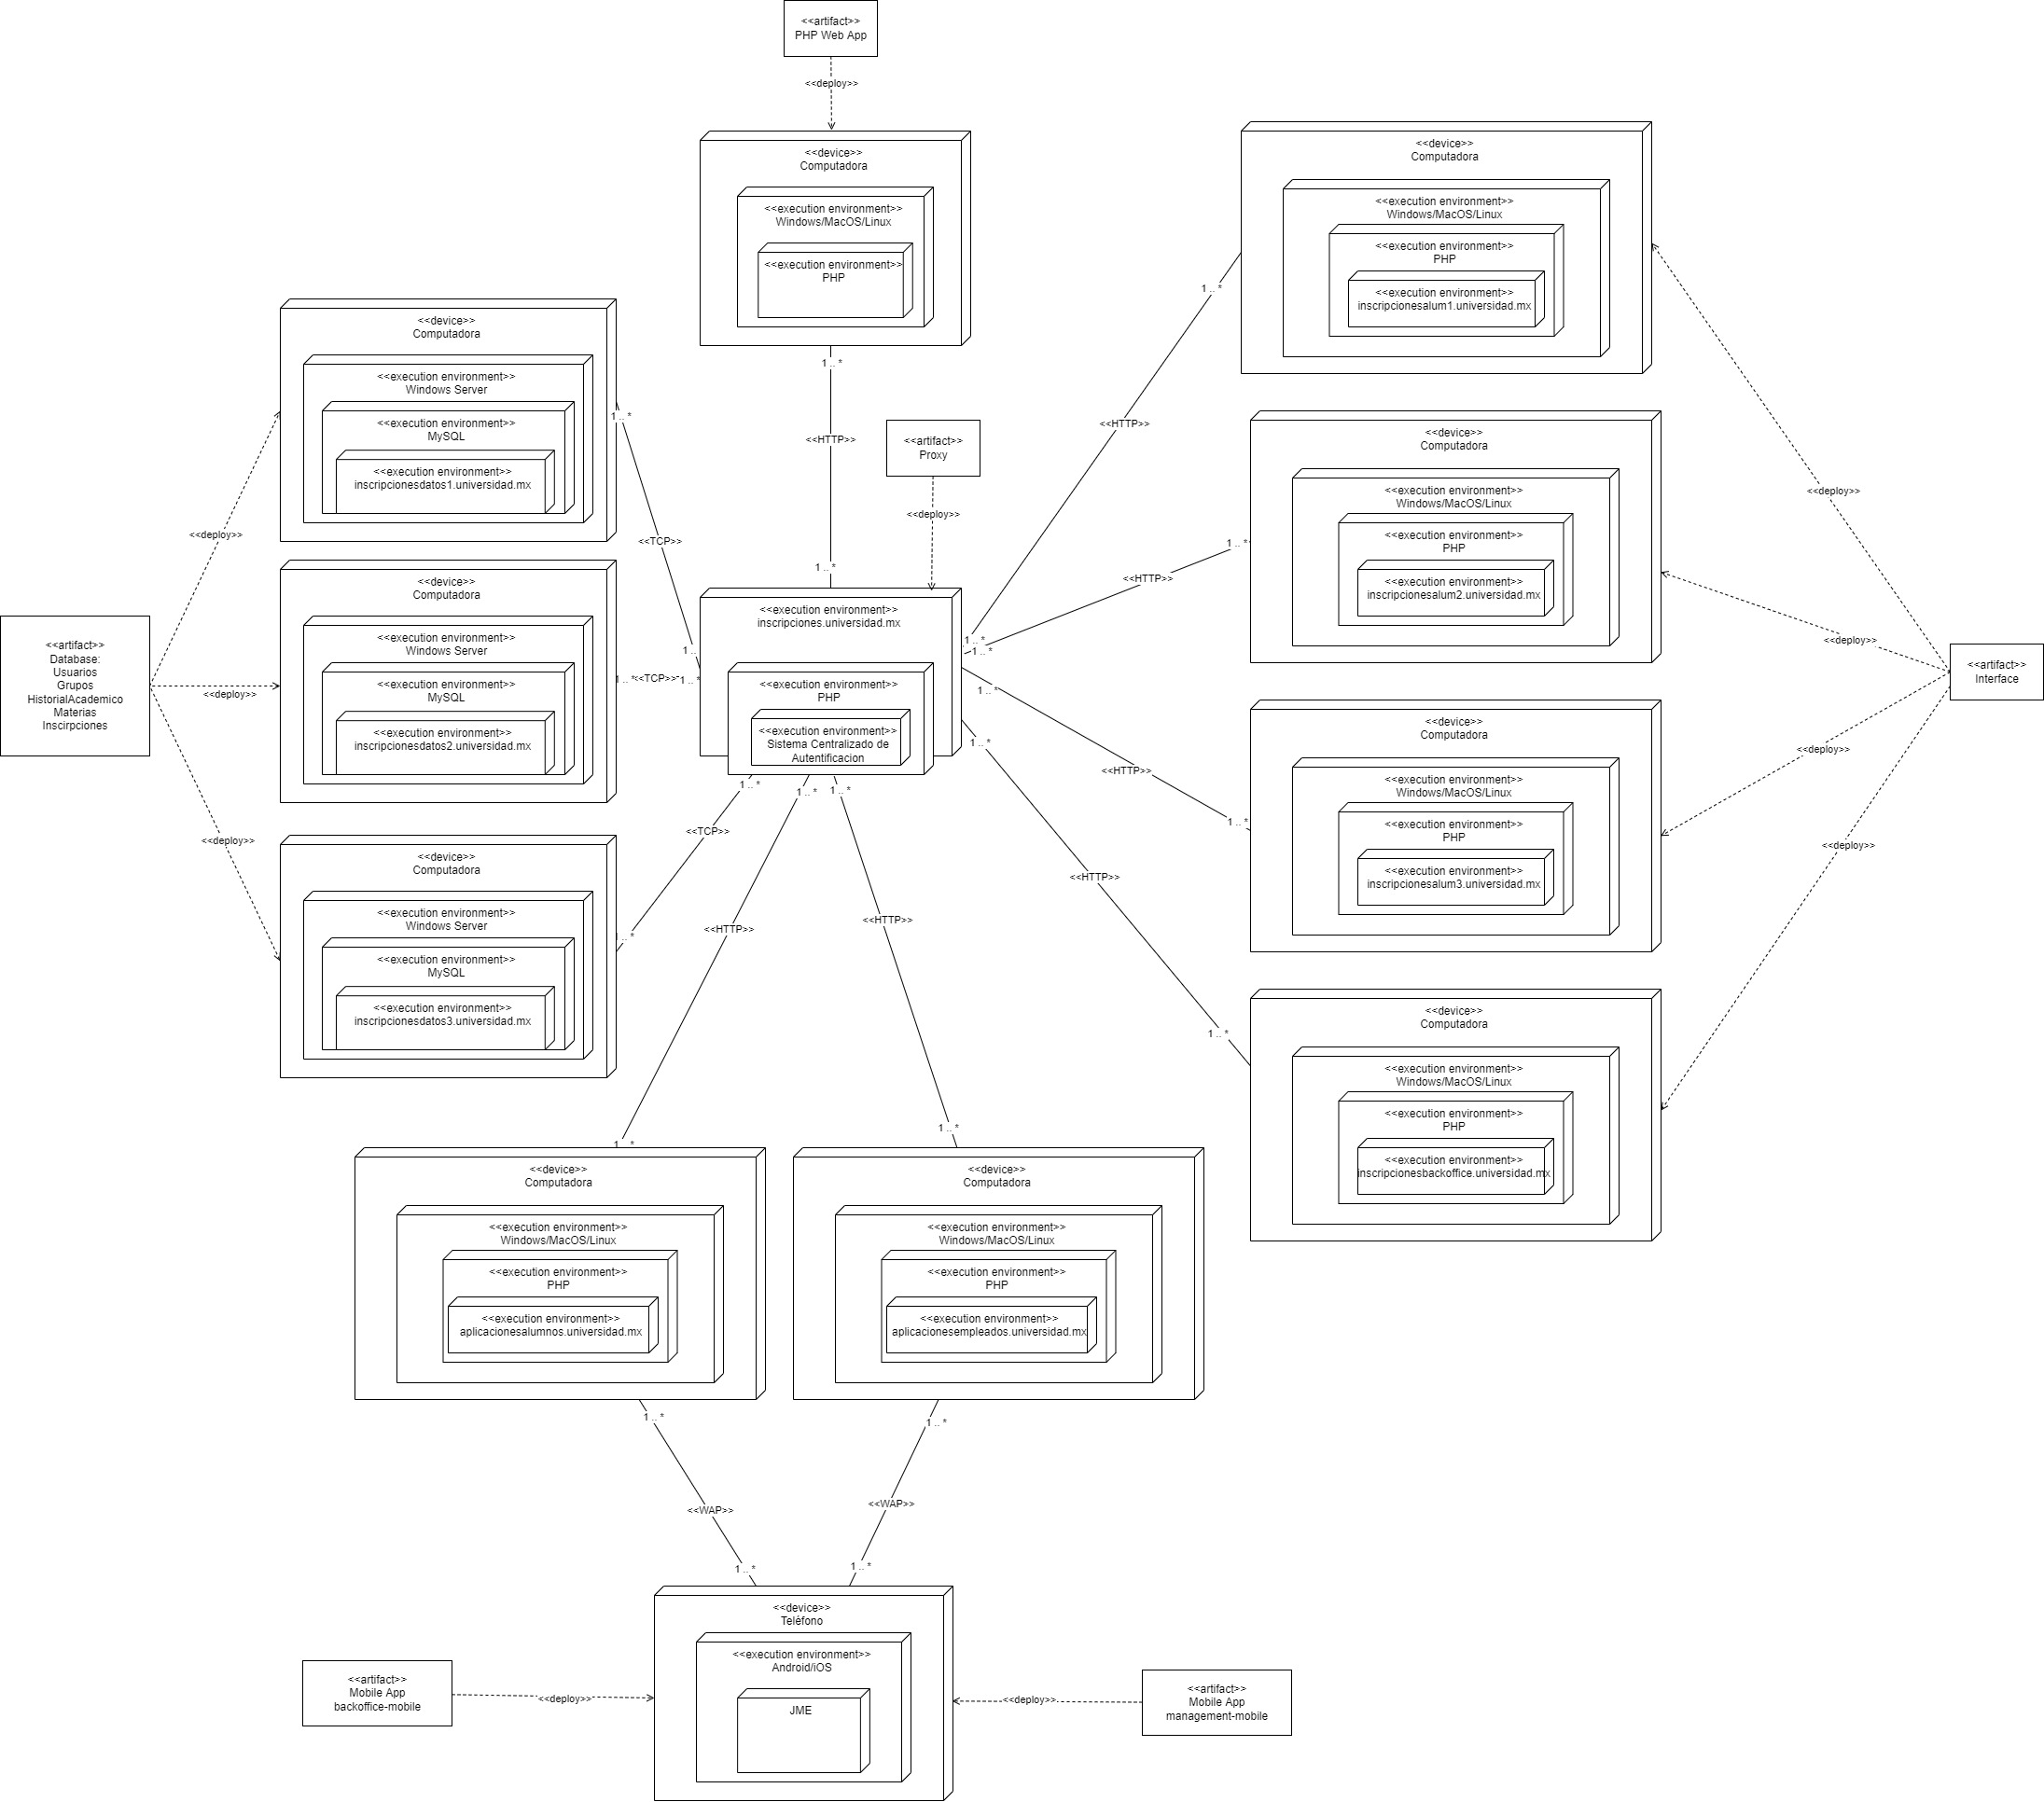 <<artifact>>
PHP Web App
<<deploy>>
<<device>>
Computadora
<<execution environment>>
Windows/MacOS/Linux
<<execution environment>>
PHP
1 .. *
<<HTTP>>
1 .. *
<<artifact>>
Proxy
<<deploy>>
<<execution environment>>
inscripciones.universidad.mx
<<execution environment>>
PHP
<<execution environment>>
Sistema Centralizado de
Autentificacion
<<artifact>>
Database:
Usuarios
Grupos
HistorialAcademico
Materias
Inscirpciones
<<deploy>>
<<deploy>>
<<deploy>>
<<device>>
Computadora
<<execution environment>>
Windows Server
<<execution environment>>
MySQL
<<execution environment>>
inscripcionesdatos1.universidad.mx
1 .. *
<<TCP>>
1 ..
<<device>>
Computadora
<<execution environment>>
Windows Server
<<execution environment>>
MySQL
<<execution environment>>
inscripcionesdatos2.universidad.mx
1 .. *
<<TCP>>
1 .. *
<<device>>
Computadora
<<execution environment>>
Windows Server
<<execution environment>>
MySQL
<<execution environment>>
inscripcionesdatos3.universidad.mx
1 .. *
<<TCP>>
1 .. *
<<device>>
Computadora
<<execution environment>>
Windows/MacOS/Linux
<<execution environment>>
PHP
<<execution environment>>
inscripcionesalum1.universidad.mx
1 .. *
<<HTTP>>
1 .. *
<<device>>
Computadora
<<execution environment>>
Windows/MacOS/Linux
<<execution environment>>
PHP
<<execution environment>>
inscripcionesalum2.universidad.mx
1 .. *
<<HTTP>>
1 .. *
<<device>>
Computadora
<<execution environment>>
Windows/MacOS/Linux
<<execution environment>>
PHP
<<execution environment>>
inscripcionesalum3.universidad.mx
1 .. *
<<HTTP>>
1 .. *
<<device>>
Computadora
<<execution environment>>
Windows/MacOS/Linux
<<execution environment>>
PHP
<<execution environment>>
inscripcionesbackoffice.universidad.mx
1 .. *
<<HTTP>>
1 .. *
<<deploy>>
<<deploy>>
<<deploy>>
<<deploy>>
<<artifact>>
Interface
1 .. *
<<HTTP>>
1 .. *
<<device>>
Computadora
<<execution environment>>
Windows/MacOS/Linux
<<execution environment>>
PHP
<<execution environment>>
aplicacionesalumnos.universidad.mx
1 .. *
<<HTTP>>
1 .. *
<<device>>
Computadora
<<execution environment>>
Windows/MacOS/Linux
<<execution environment>>
PHP
<<execution environment>>
aplicacionesempleados.universidad.mx
1 .. *
<<WAP>>
1 .. *
1 .. *
<<WAP>>
1 .. *
<<device>>
Teléfono
<<execution environment>>
Android/iOS
JME
<<artifact>>
Mobile App
backoffice-mobile
<<deploy>>
<<deploy>>
<<artifact>>
Mobile App
management-mobile